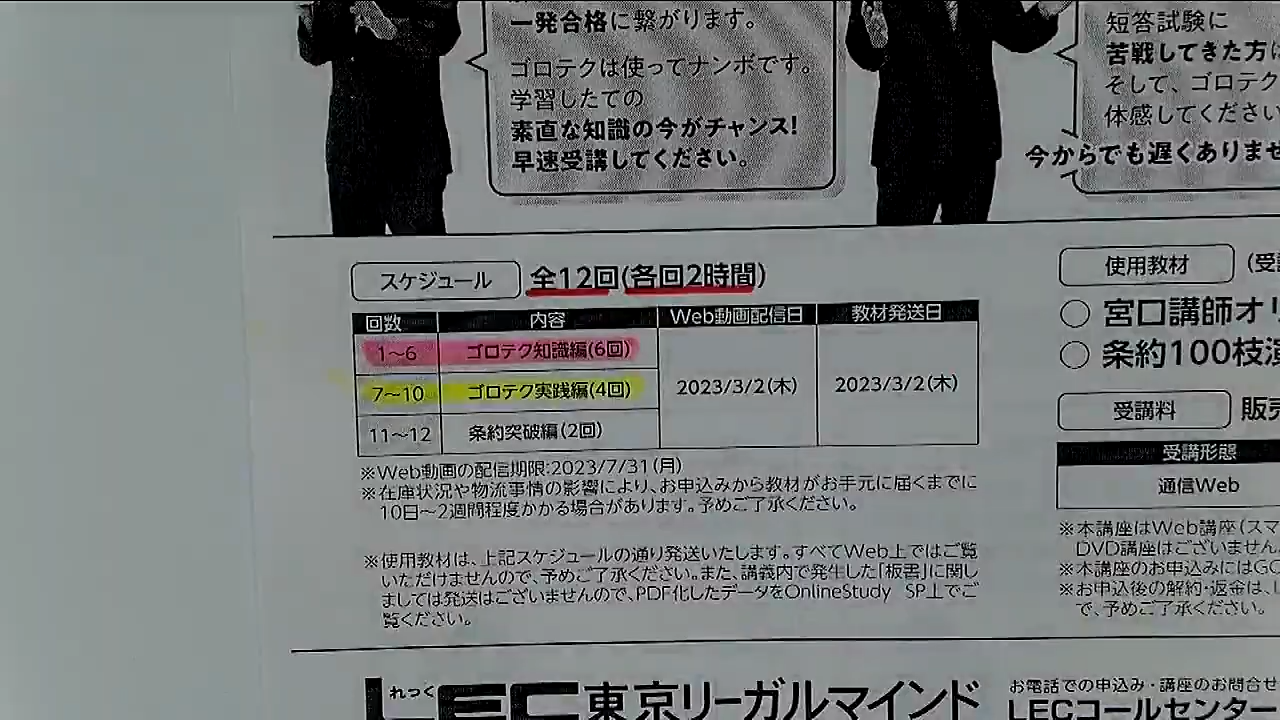 一発合格に繋がります。
ゴロテクは使ってナンボです。
学習したての
素直な知識の今がチャンス!
早速受講してください。
短答試験に
苦戦してきた方に
そして、ゴロテク
体感してください
今からでも遅くありませ
スケジュール 全12回(各回2時間)
回数 内容 Web動画配信日 教材発送日
1～6 ゴロテク知識編(6回)
7～10 ゴロテク実践編(4回) 2023/3/2(木) 2023/3/2(木)
11～12 条約突破編(2回)
※Web動画の配信期限:2023/7/31(月)
※在庫状況や物流事情の影響により、お申込みから教材がお手元に届くまでに
10日～2週間程度かかる場合があります。予めご了承ください。
※使用教材は、上記スケジュールの通り発送いたします。すべてWeb上ではご覧
いただけませんので、予めご了承ください。また、講義内で発生した「板書」に関し
ましては発送はございませんので、PDF化したデータをOnlineStudy SP上でご
覧ください。
使用教材 (受
宮口講師オリ
条約100枝
受講料 販売
受講形態
通信Web
※本講座はWeb講座(スマ
DVD講座はございません
※本講座のお申込みにはGO
※お申込後の解約・返金は、
で、予めご了承ください。
れっく
LEC東京リーガルマインド
お電話での申込み・講座のお問合せ
LECコールセンター